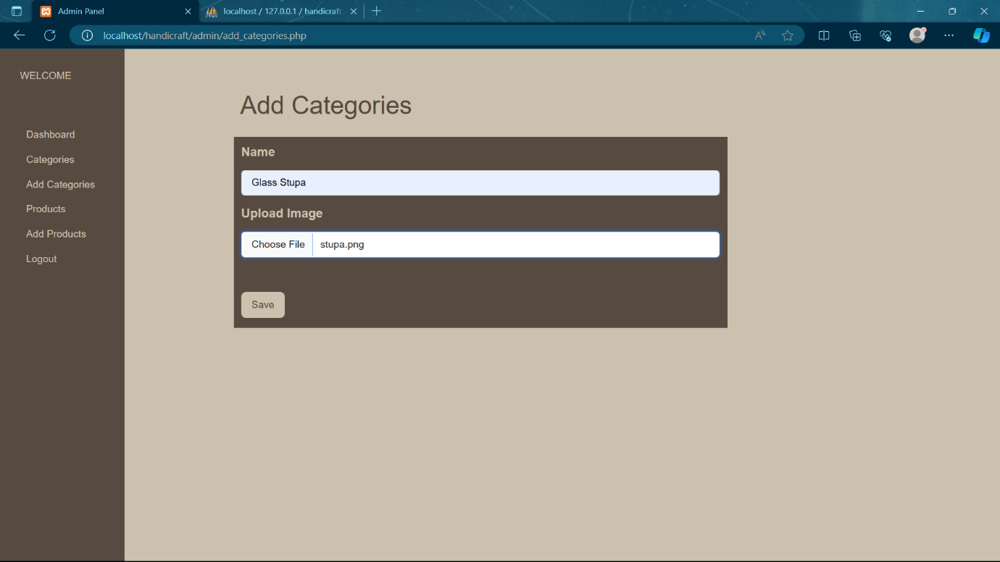 Admin Panel
localhost / 127.0.0.1 / handicraft
localhost/handicraft/admin/add_categories.php
WELCOME
Dashboard
Categories
Add Categories
Products
Add Products
Logout
Add Categories
Name
Glass Stupa
Upload Image
Choose File stupa.png
Save